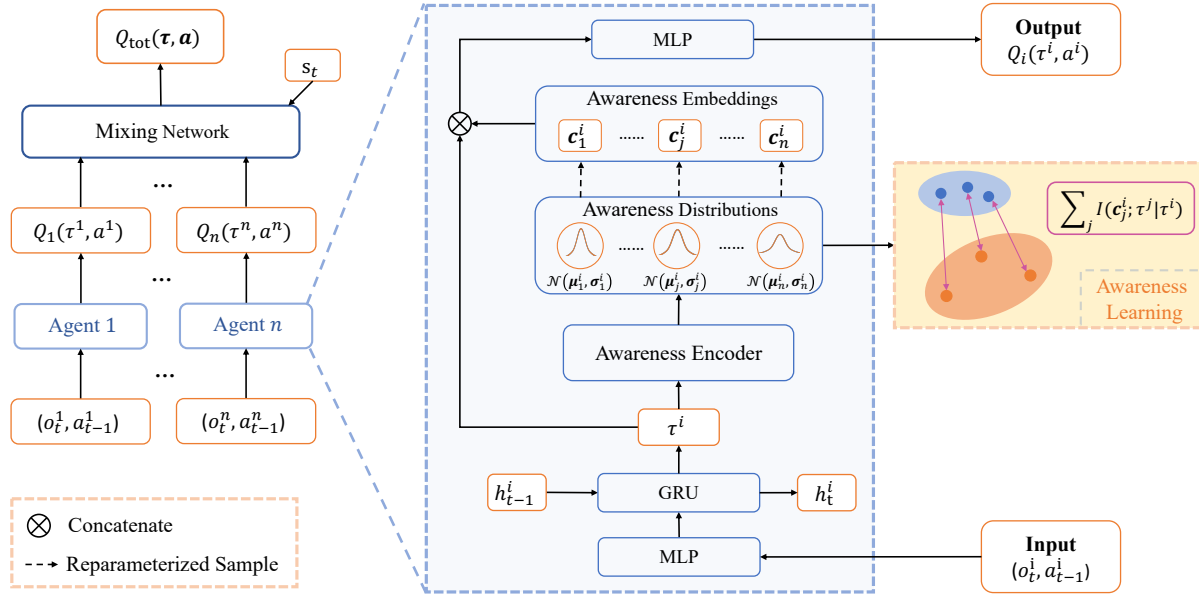 Q_tot(τ, a)
s_t
Mixing Network
...
Q_1(τ^1, a^1)
Q_n(τ^n, a^n)
Agent 1
Agent n
...
(o_t^1, a_{t-1}^1)
(o_t^n, a_{t-1}^n)
Concatenate
Reparameterized Sample
MLP
Awareness Embeddings
c_1^i ...... c_j^i ...... c_n^i
Awareness Distributions
...... ......
N(μ_1^i, σ_1^i) N(μ_j^i, σ_j^i) N(μ_n^i, σ_n^i)
Awareness Encoder
τ^i
h_{t-1}^i
GRU
h_t^i
MLP
Output
Q_i(τ^i, a^i)
∑_j I(c_j^i; τ^j|τ^i)
Awareness
Learning
Input
(o_t^i, a_{t-1}^i)